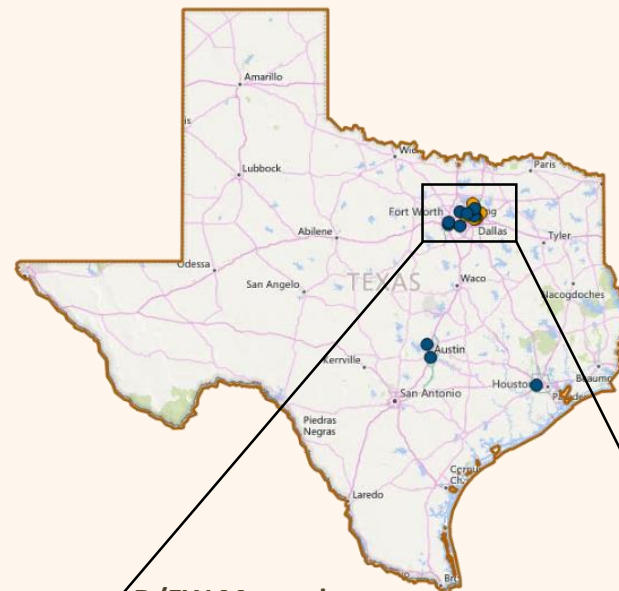 Amarillo
Lubbock
Paris
Fort Worth
Dallas
Abilene
Tyler
Odessa
San Angelo
TEXAS
Waco
Nacogdoches
Kerrville
Austin
Houston
Beaumo
San Antonio
Piedras
Negras
Laredo